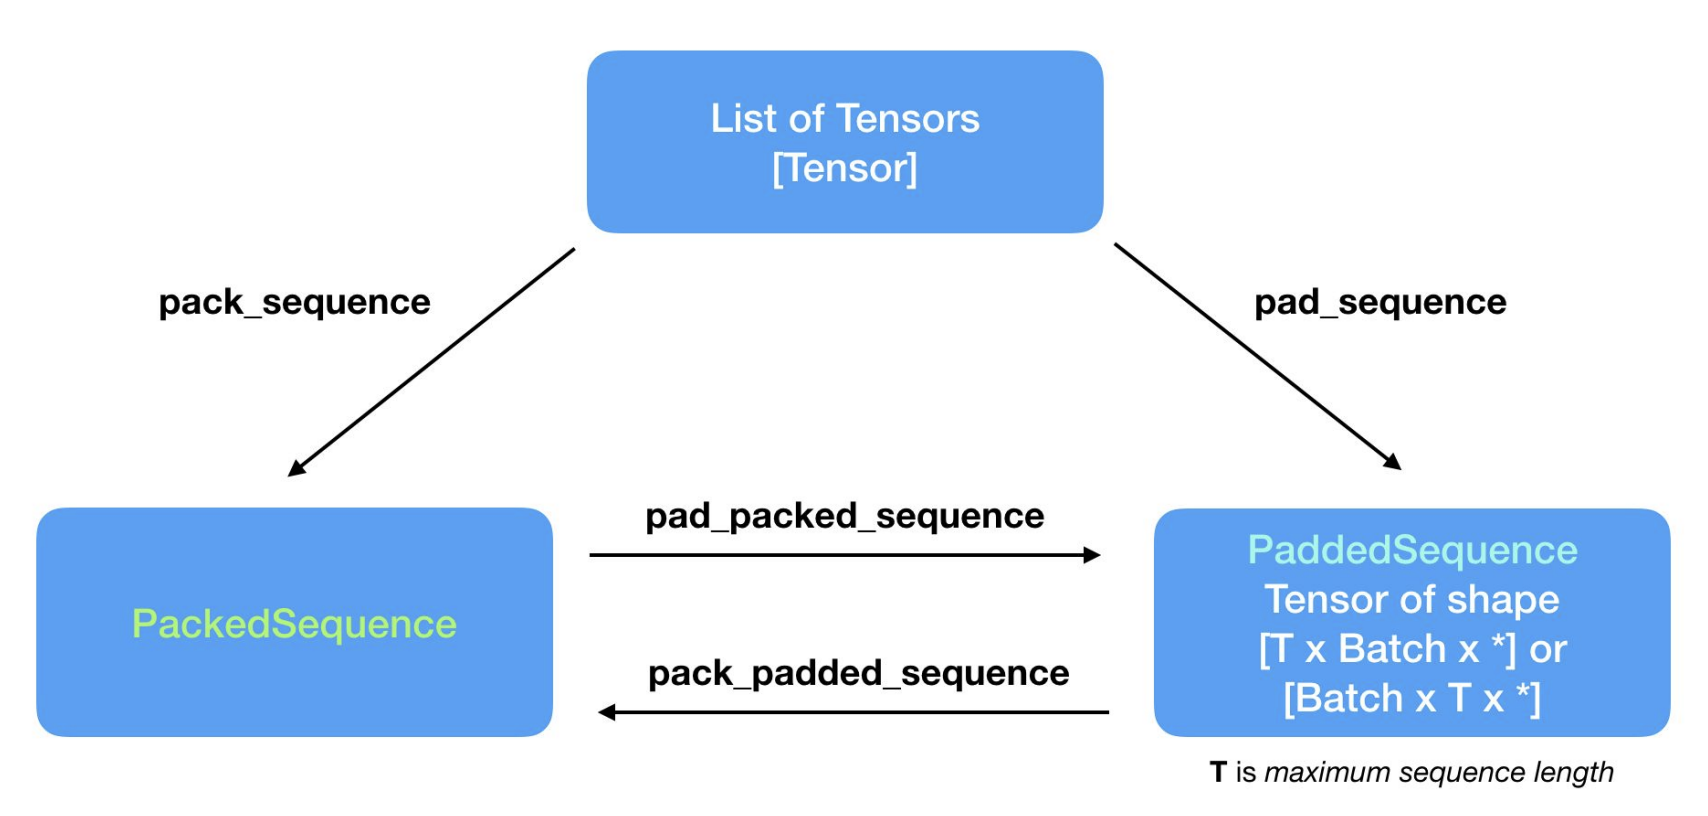 List of Tensors
[Tensor]
pack_sequence
pad_sequence
pad_packed_sequence
PackedSequence
pack_padded_sequence
PaddedSequence
Tensor of shape
[T x Batch x *] or
[Batch x T x *]
T is maximum sequence length